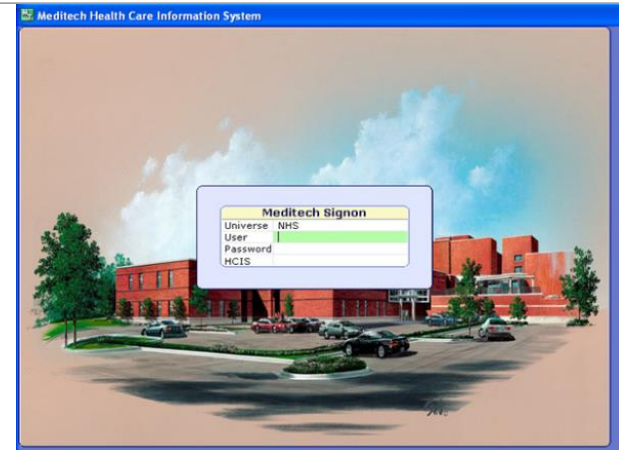 Meditech Health Care Information System
Meditech Signon
Universe NHS
User
Password
HCIS